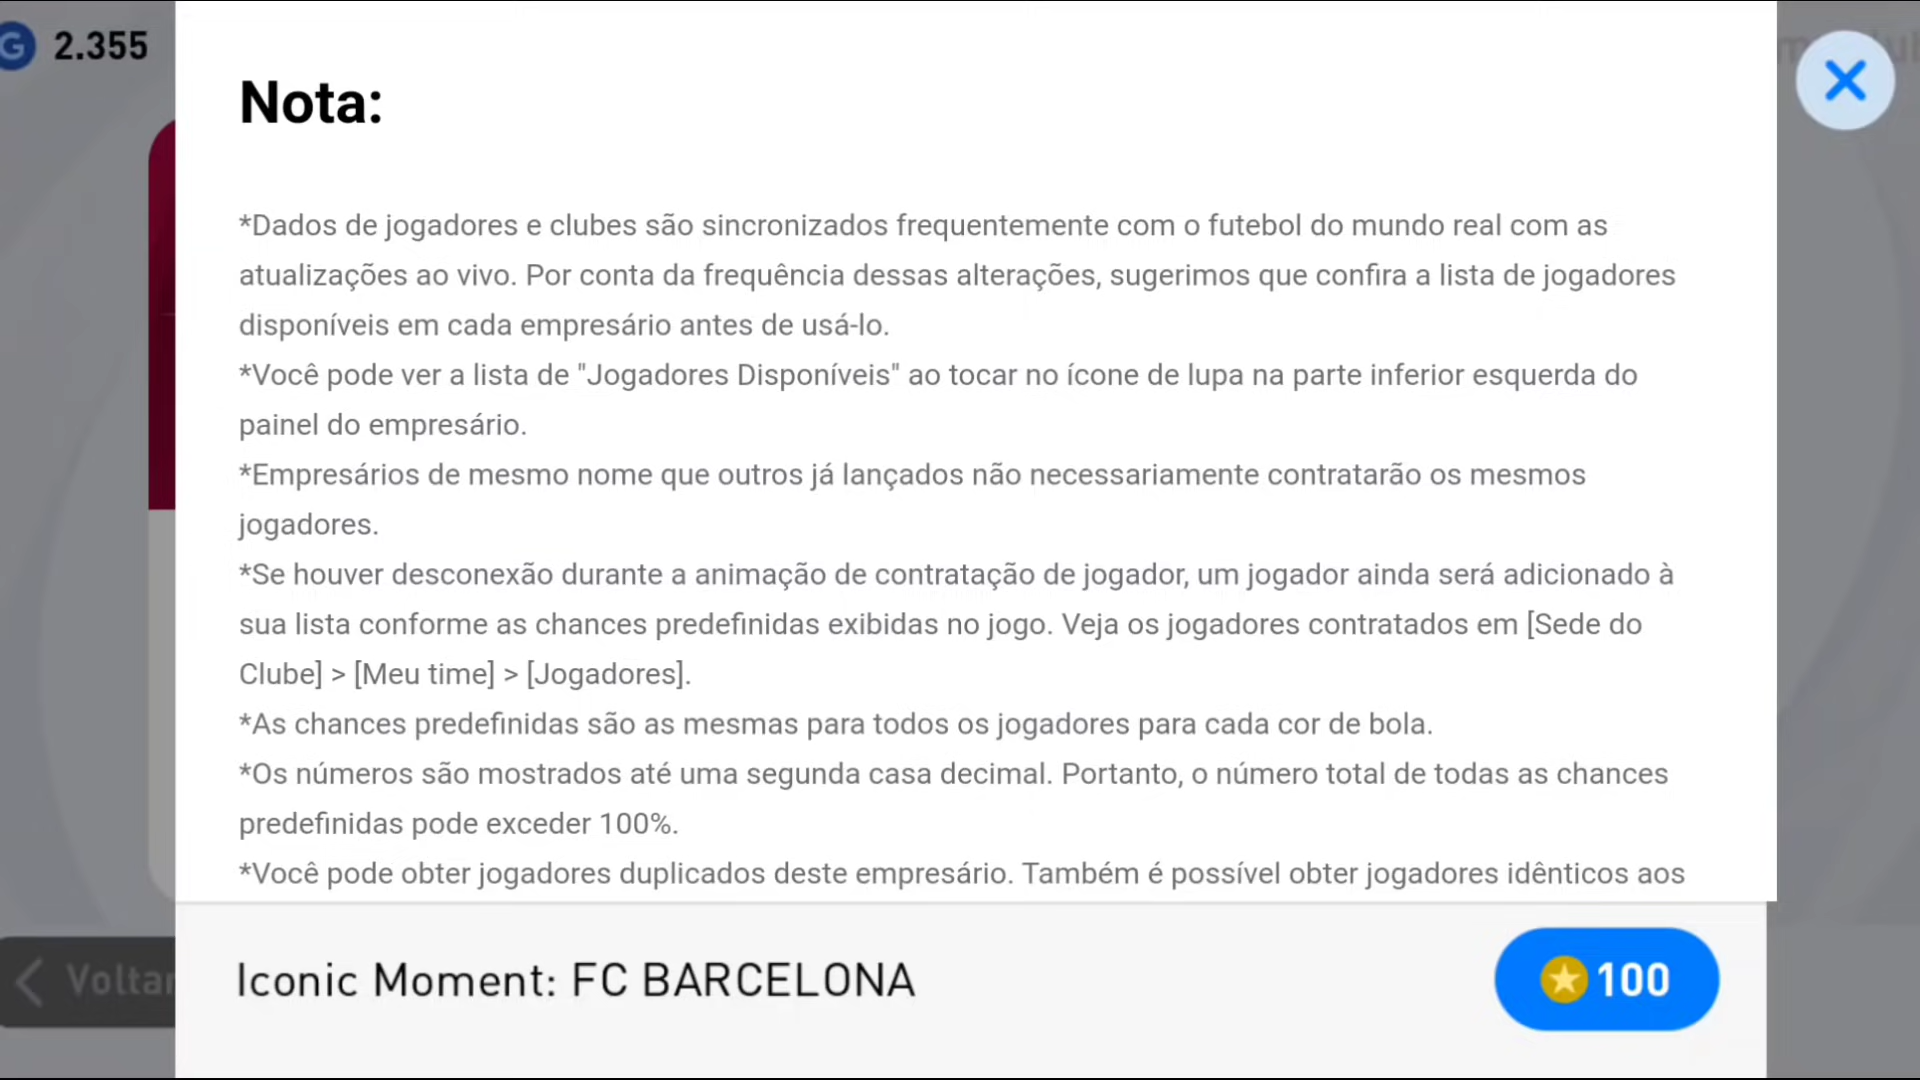 G 2.355
Nota:
*Dados de jogadores e clubes são sincronizados frequentemente com o futebol do mundo real com as
atualizações ao vivo. Por conta da frequência dessas alterações, sugerimos que confira a lista de jogadores
disponíveis em cada empresário antes de usá-lo.
*Você pode ver a lista de "Jogadores Disponíveis" ao tocar no ícone de lupa na parte inferior esquerda do
painel do empresário.
*Empresários de mesmo nome que outros já lançados não necessariamente contratarão os mesmos
jogadores.
*Se houver desconexão durante a animação de contratação de jogador, um jogador ainda será adicionado à
sua lista conforme as chances predefinidas exibidas no jogo. Veja os jogadores contratados em [Sede do
Clube] > [Meu time] > [Jogadores].
*As chances predefinidas são as mesmas para todos os jogadores para cada cor de bola.
*Os números são mostrados até uma segunda casa decimal. Portanto, o número total de todas as chances
predefinidas pode exceder 100%.
*Você pode obter jogadores duplicados deste empresário. Também é possível obter jogadores idênticos aos
Voltar
Iconic Moment: FC BARCELONA
100